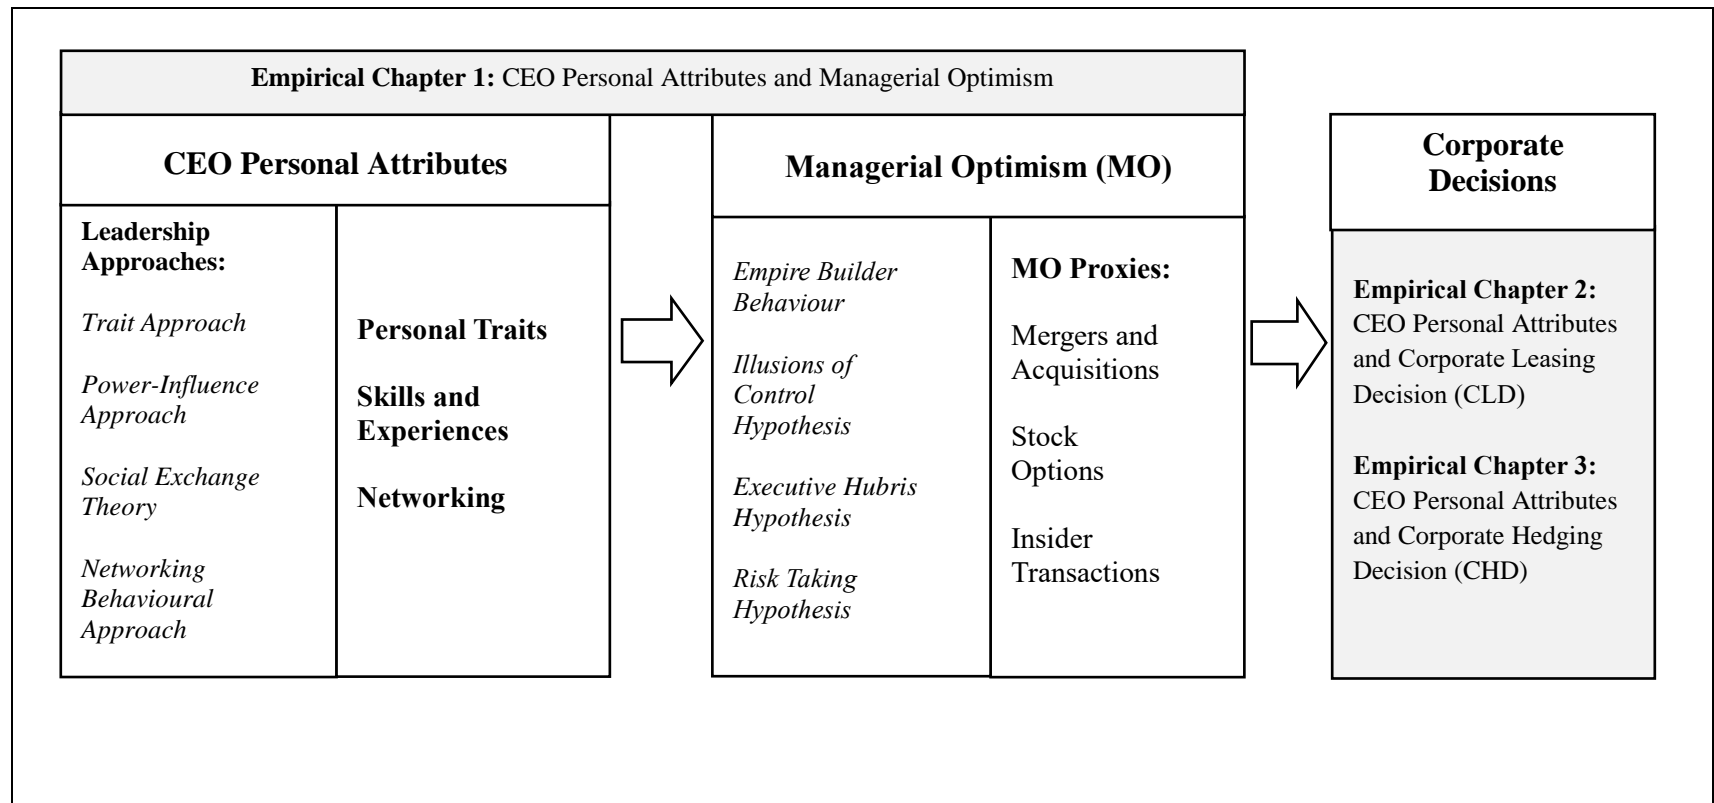 Empirical Chapter 1: CEO Personal Attributes and Managerial Optimism
CEO Personal Attributes
Leadership
Approaches:
Trait Approach
Power-Influence
Approach
Social Exchange
Theory
Networking
Behavioural
Approach
Personal Traits
Skills and
Experiences
Networking
Managerial Optimism (MO)
Empire Builder
Behaviour
Illusions of
Control
Hypothesis
Executive Hubris
Hypothesis
Risk Taking
Hypothesis
MO Proxies:
Mergers and
Acquisitions
Stock
Options
Insider
Transactions
Corporate
Decisions
Empirical Chapter 2:
CEO Personal Attributes
and Corporate Leasing
Decision (CLD)
Empirical Chapter 3:
CEO Personal Attributes
and Corporate Hedging
Decision (CHD)